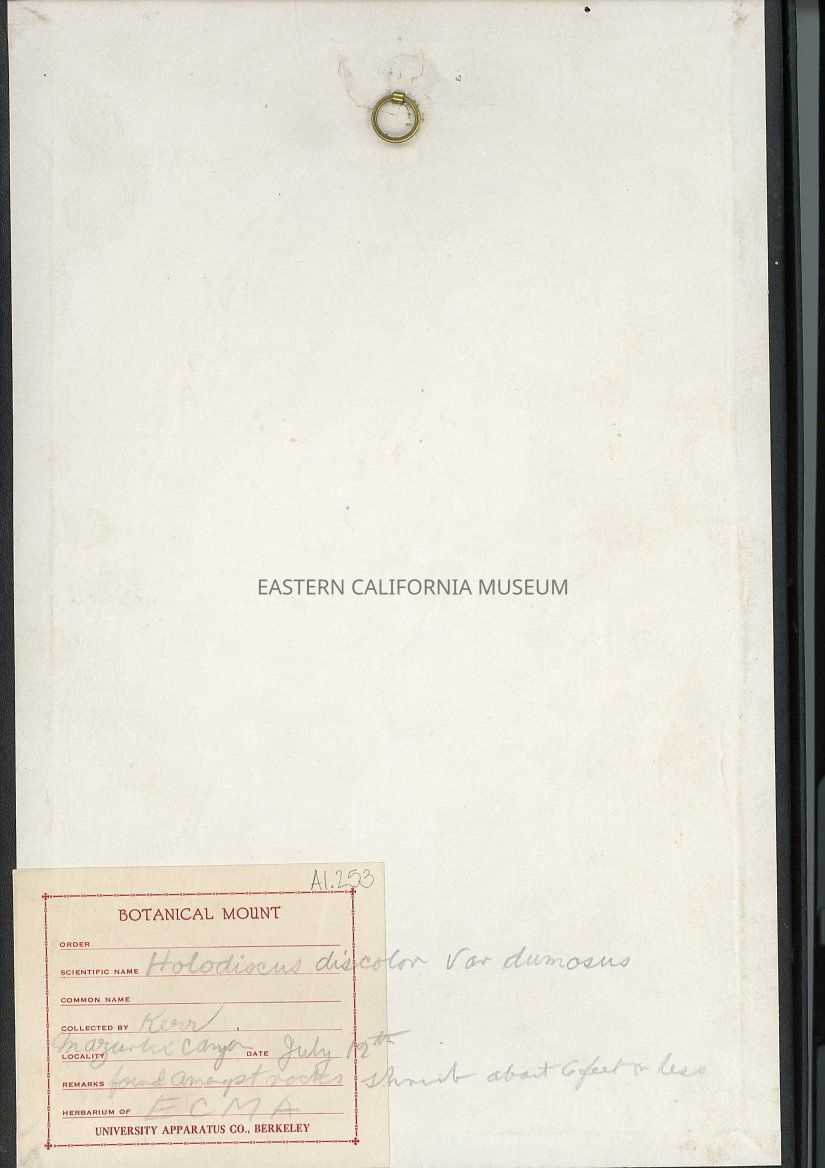 EASTERN CALIFORNIA MUSEUM
A1.253
BOTANICAL MOUNT
ORDER
SCIENTIFIC NAME Holodiscus discolor Var dumosus
COMMON NAME
COLLECTED BY Kerr
LOCALITY Mazurki Canyon DATE July 12th
REMARKS found amongst rocks shrub about 6 feet or less
HERBARIUM OF E C M A
UNIVERSITY APPARATUS CO., BERKELEY